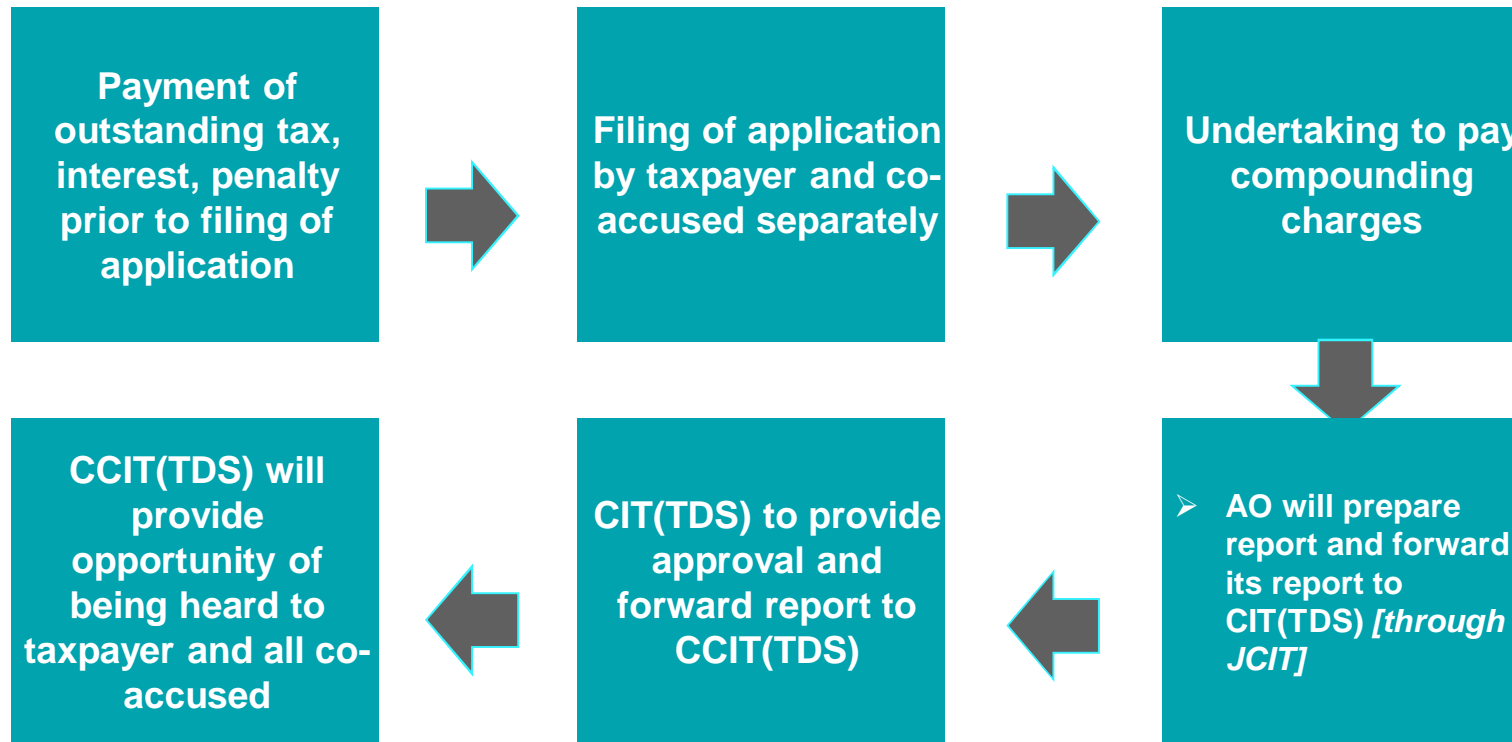 Payment of
outstanding tax,
interest, penalty
prior to filing of
application
Filing of application
by taxpayer and co-
accused separately
Undertaking to pay
compounding
charges
➢ AO will prepare
report and forward
its report to
CIT(TDS) [through
JCIT]
CIT(TDS) to provide
approval and
forward report to
CCIT(TDS)
CCIT(TDS) will
provide
opportunity of
being heard to
taxpayer and all co-
accused